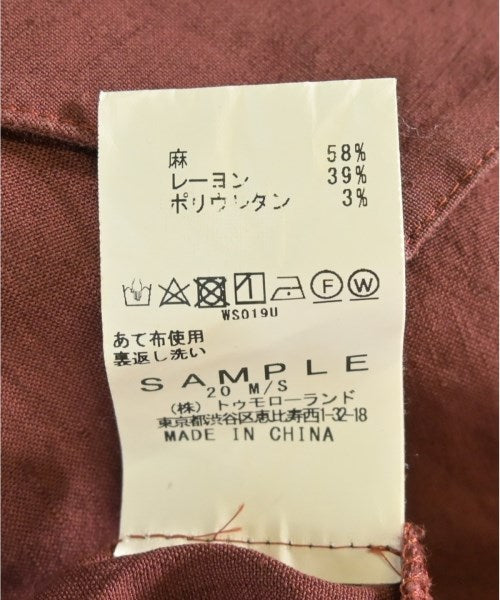 麻 58%
レーヨン 39%
ポリウレタン 3%
F W
WS019U
あて布使用
裏返し洗い
SAMPLE
20 M/S
(株) トゥモローランド
東京都渋谷区恵比寿西1-32-18
MADE IN CHINA